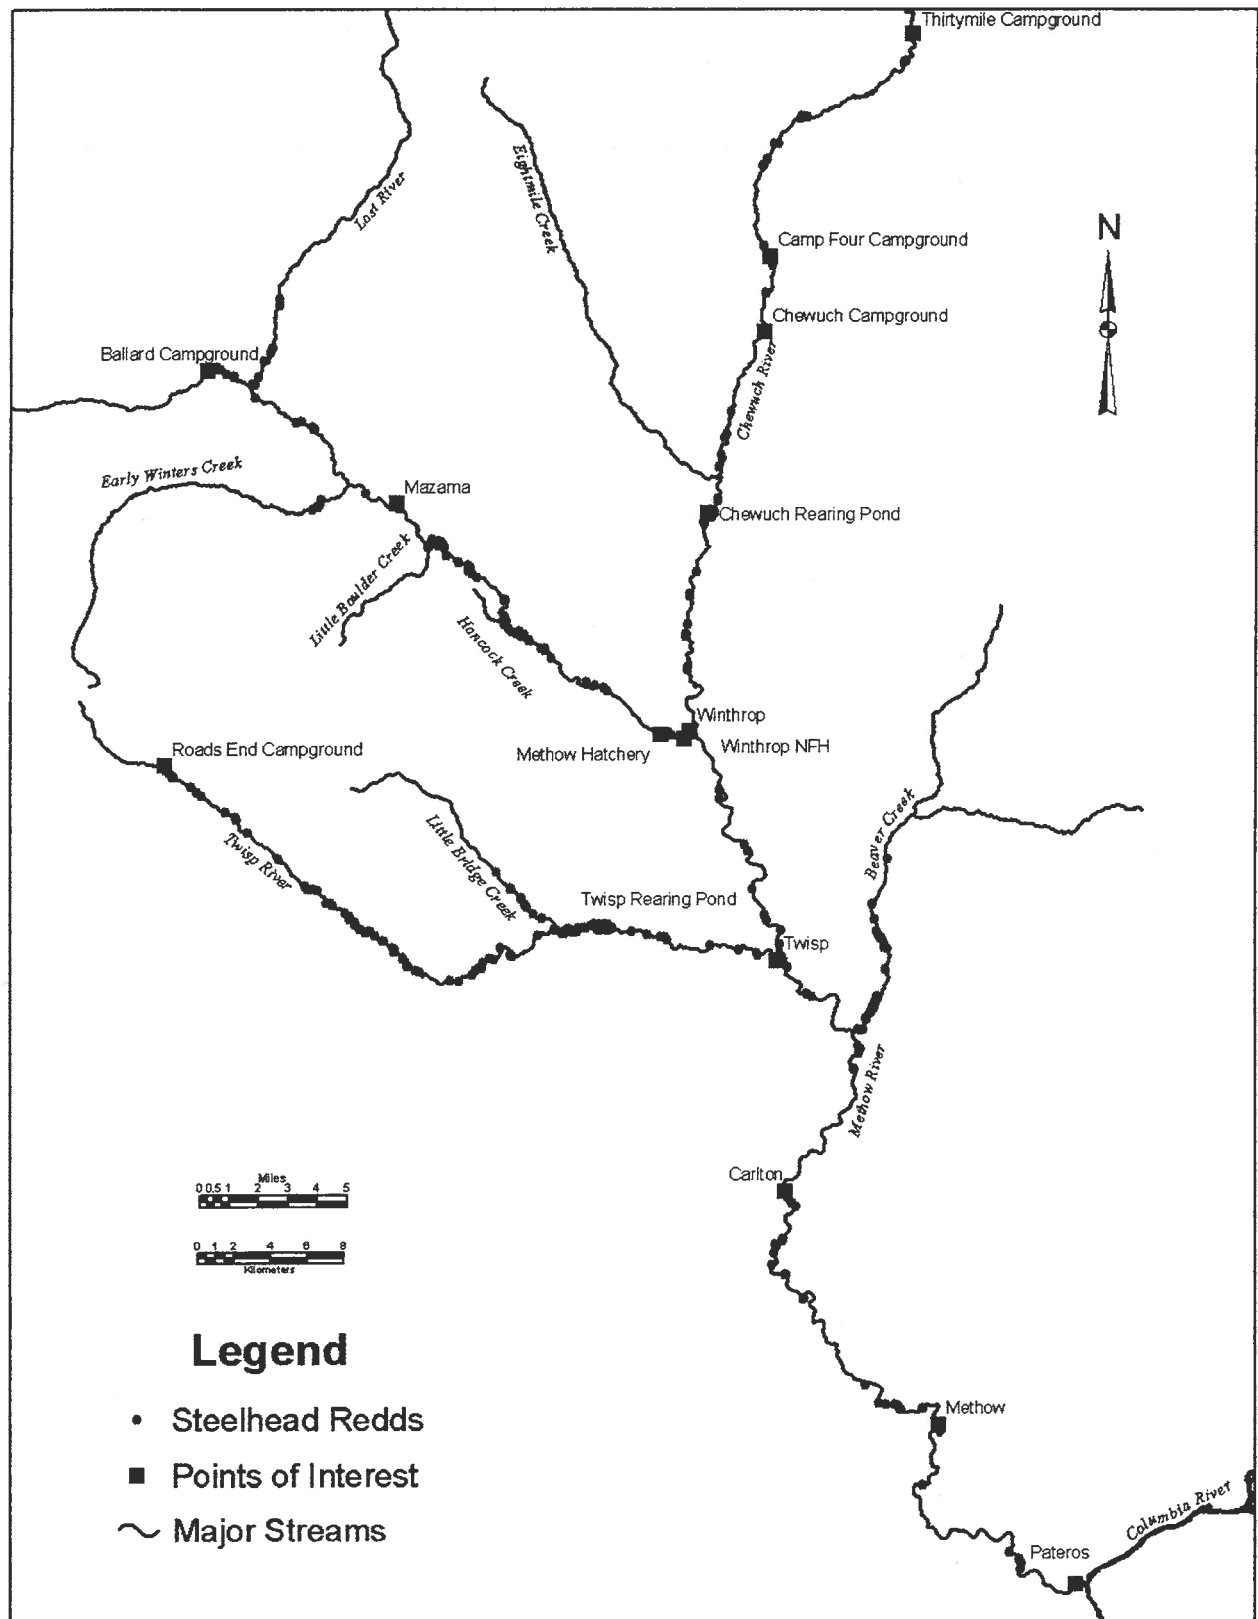 Thirtymile Campground
Eightmile Creek
Lost River
N
Camp Four Campground
Chewuch Campground
Ballard Campground
Chewuch River
Early Winters Creek
Mazama
Chewuch Rearing Pond
Little Boulder Creek
Hancock Creek
Winthrop
Methow Hatchery
Winthrop NFH
Roads End Campground
Beaver Creek
Little Bridge Creek
Twisp River
Twisp Rearing Pond
Twisp
Methow River
Carlton
Miles
0 0.5 1 2 3 4 5
0 1 2 4 6 8
Kilometers
Legend
Steelhead Redds
Points of Interest
Major Streams
Methow
Columbia River
Pateros